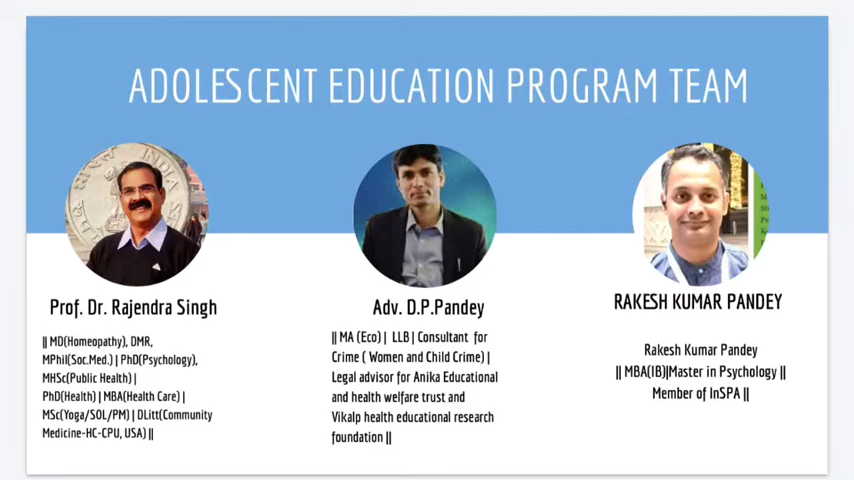 ADOLESCENT EDUCATION PROGRAM TEAM
Prof. Dr. Rajendra Singh
|| MD(Homeopathy), DMR,
MPhil(Soc.Med.) | PhD(Psychology),
MHSc(Public Health) |
PhD(Health) | MBA(Health Care) |
MSc(Yoga/SOL/PM) | DLitt(Community
Medicine-HC-CPU, USA) ||
Adv. D.P.Pandey
|| MA (Eco) | LLB | Consultant for
Crime ( Women and Child Crime) |
Legal advisor for Anika Educational
and health welfare trust and
Vikalp health educational research
foundation ||
RAKESH KUMAR PANDEY
Rakesh Kumar Pandey
|| MBA(IB)|Master in Psychology ||
Member of InSPA ||